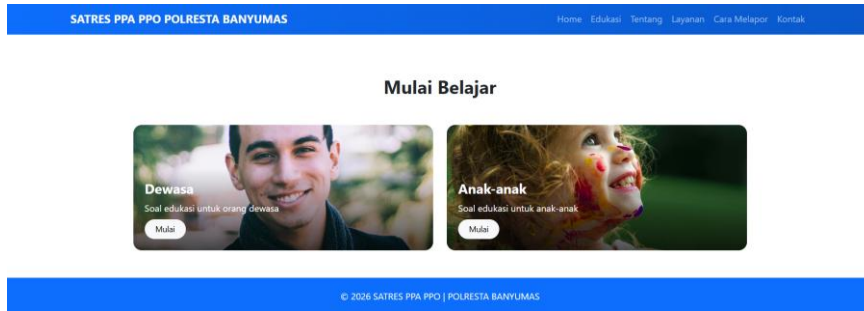 SATRES PPA PPO POLRESTA BANYUMAS
Home Edukasi Tentang Layanan Cara Melapor Kontak
Mulai Belajar
Dewasa
Soal edukasi untuk orang dewasa
Mulai
Anak-anak
Soal edukasi untuk anak-anak
Mulai
© 2026 SATRES PPA PPO | POLRESTA BANYUMAS